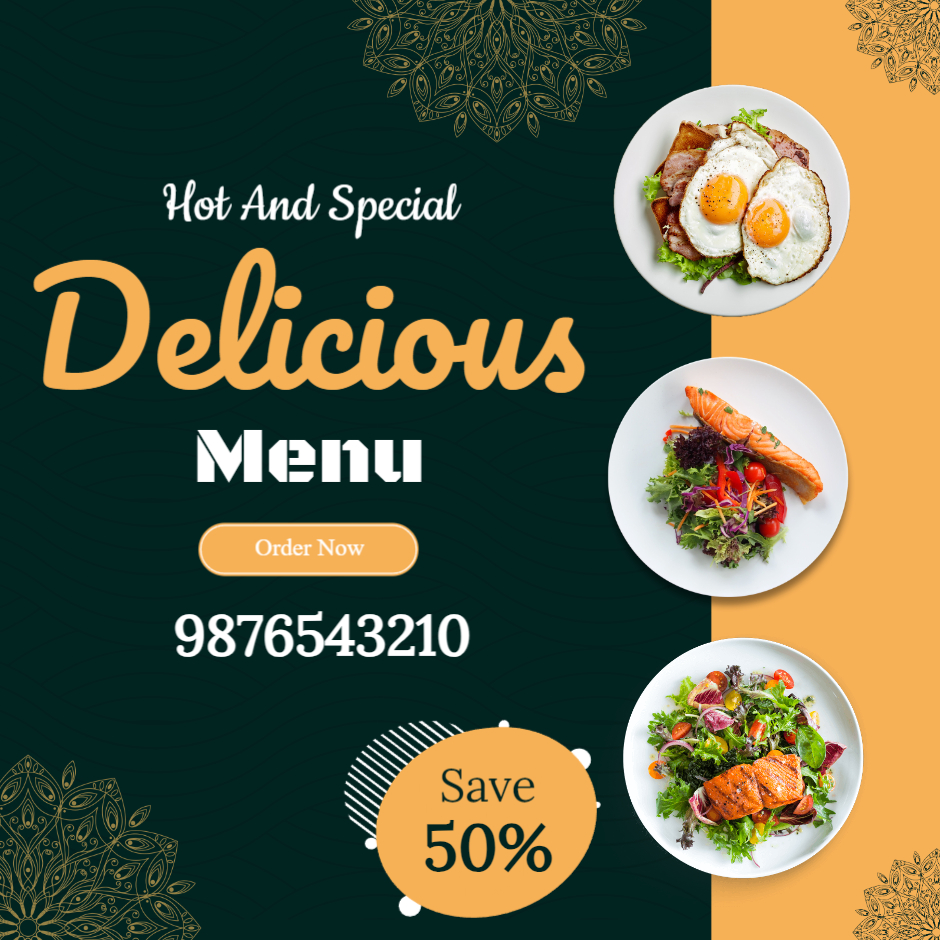 Hot And Special
Delicious
Menu
Order Now
9876543210
Save
50%